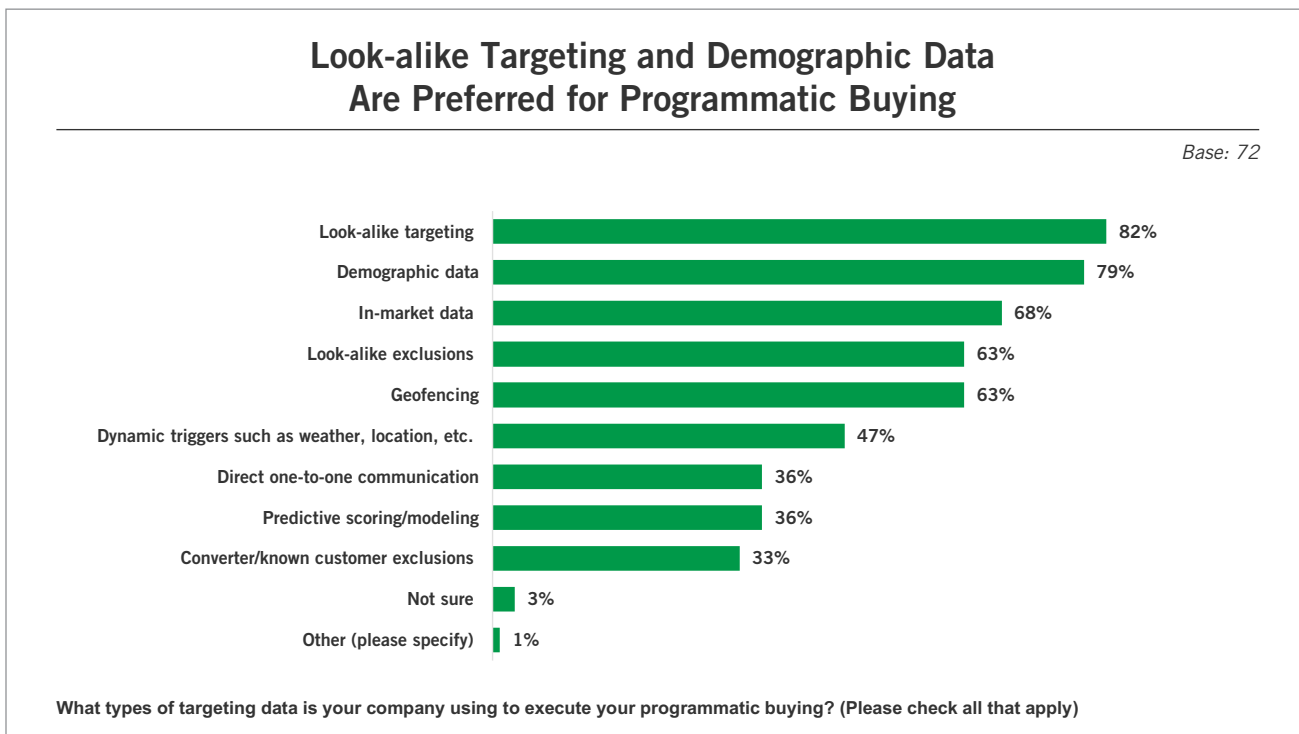 Look-alike Targeting and Demographic Data
Are Preferred for Programmatic Buying
Base: 72
Look-alike targeting 82%
Demographic data 79%
In-market data 68%
Look-alike exclusions 63%
Geofencing 63%
Dynamic triggers such as weather, location, etc. 47%
Direct one-to-one communication 36%
Predictive scoring/modeling 36%
Converter/known customer exclusions 33%
Not sure 3%
Other (please specify) 1%
What types of targeting data is your company using to execute your programmatic buying? (Please check all that apply)